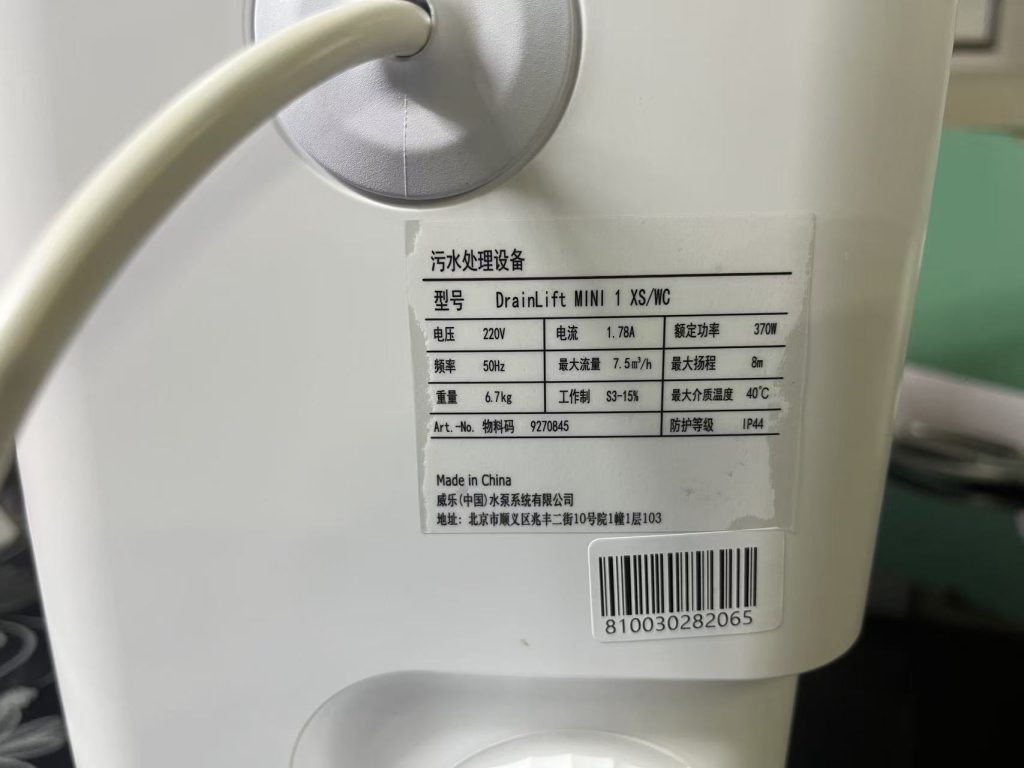 污水处理设备
型号 DrainLift MINI 1 XS/WC
电压 220V 电流 1.78A 额定功率 370W
频率 50Hz 最大流量 7.5m³/h 最大扬程 8m
重量 6.7kg 工作制 S3-15% 最大介质温度 40℃
Art.-No. 物料码 9270845 防护等级 IP44
Made in China
威乐(中国)水泵系统有限公司
地址: 北京市顺义区兆丰二街10号院1幢1层103
810030282065